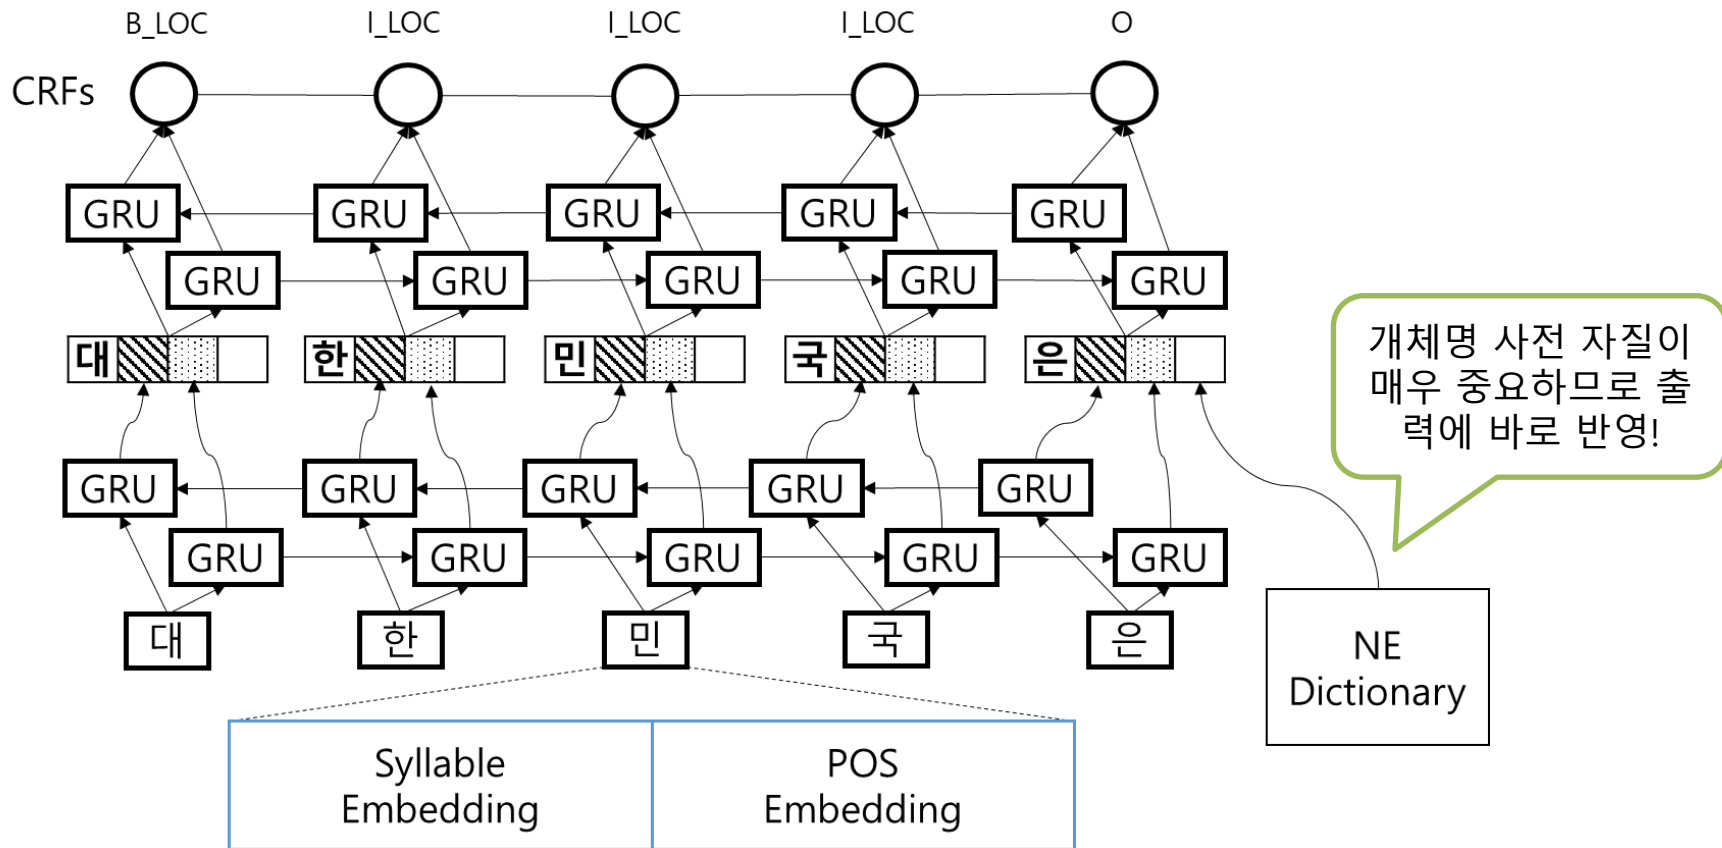 B_LOC I_LOC I_LOC I_LOC O
CRFs
GRU GRU GRU GRU GRU
GRU GRU GRU GRU GRU
대 한 민 국 은
개체명 사전 자질이
매우 중요하므로 출
력에 바로 반영!
GRU GRU GRU GRU GRU
GRU GRU GRU GRU GRU
대 한 민 국 은
NE
Dictionary
Syllable
Embedding
POS
Embedding